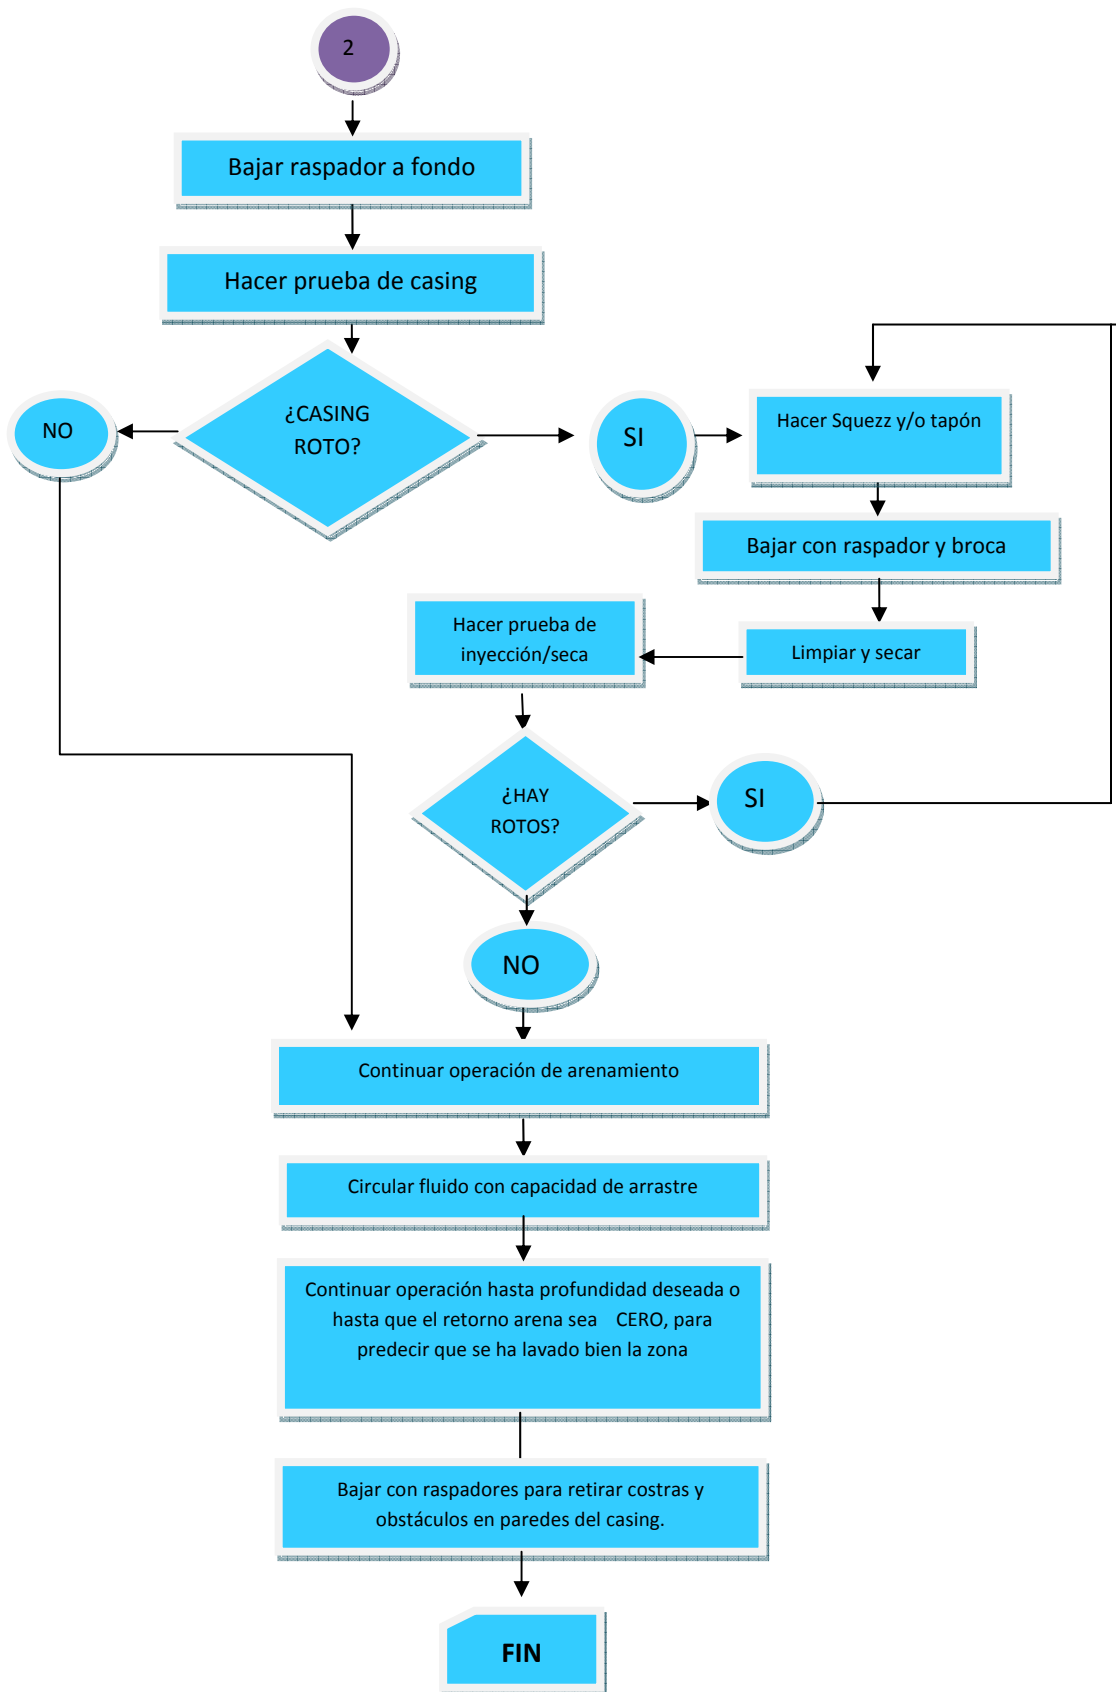 2
Bajar raspador a fondo
Hacer prueba de casing
¿CASING
ROTO?
NO
SI
Hacer Squezz y/o tapón
Bajar con raspador y broca
Limpiar y secar
Hacer prueba de
inyección/seca
¿HAY
ROTOS?
SI
NO
Continuar operación de arenamiento
Circular fluido con capacidad de arrastre
Continuar operación hasta profundidad deseada o
hasta que el retorno arena sea CERO, para
predecir que se ha lavado bien la zona
Bajar con raspadores para retirar costras y
obstáculos en paredes del casing.
FIN